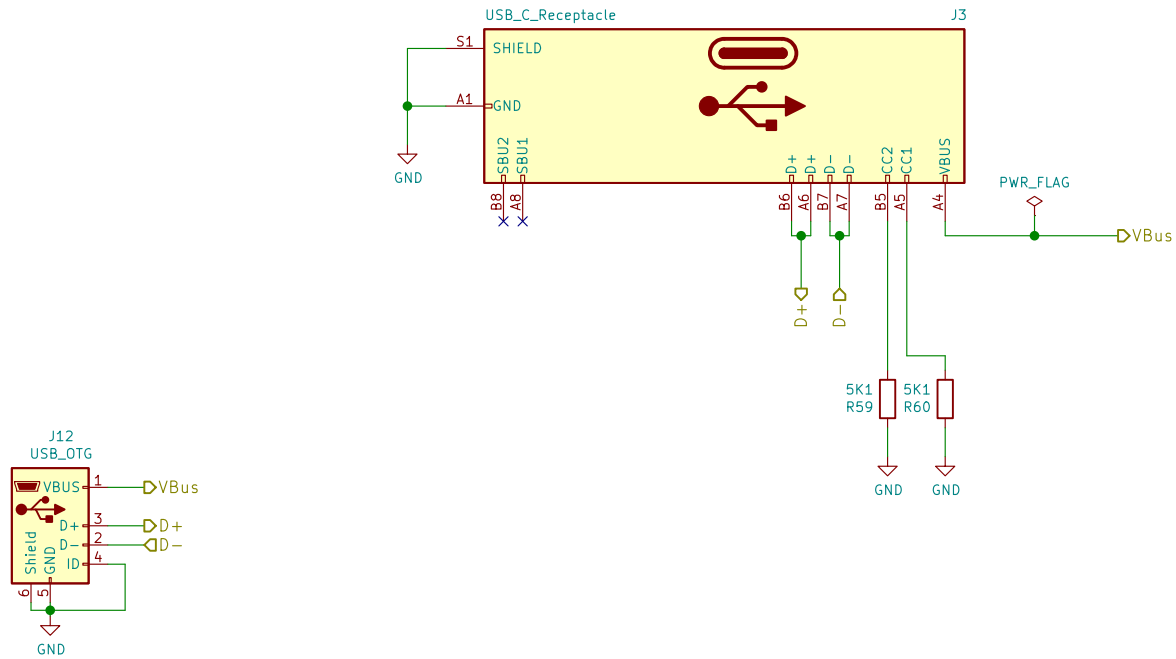 USB_C_Receptacle
J3
S1
SHIELD
A1
GND
GND
SBU2
SBU1
B8
A8
D+
D+
D-
D-
CC2
CC1
VBUS
B6
A6
B7
A7
B5
A5
A4
PWR_FLAG
VBus
D+
D-
5K1
R59
5K1
R60
GND
GND
J12
USB_OTG
VBUS
1
VBus
D+
3
D+
D-
2
D-
ID
4
Shield
GND
6
5
GND